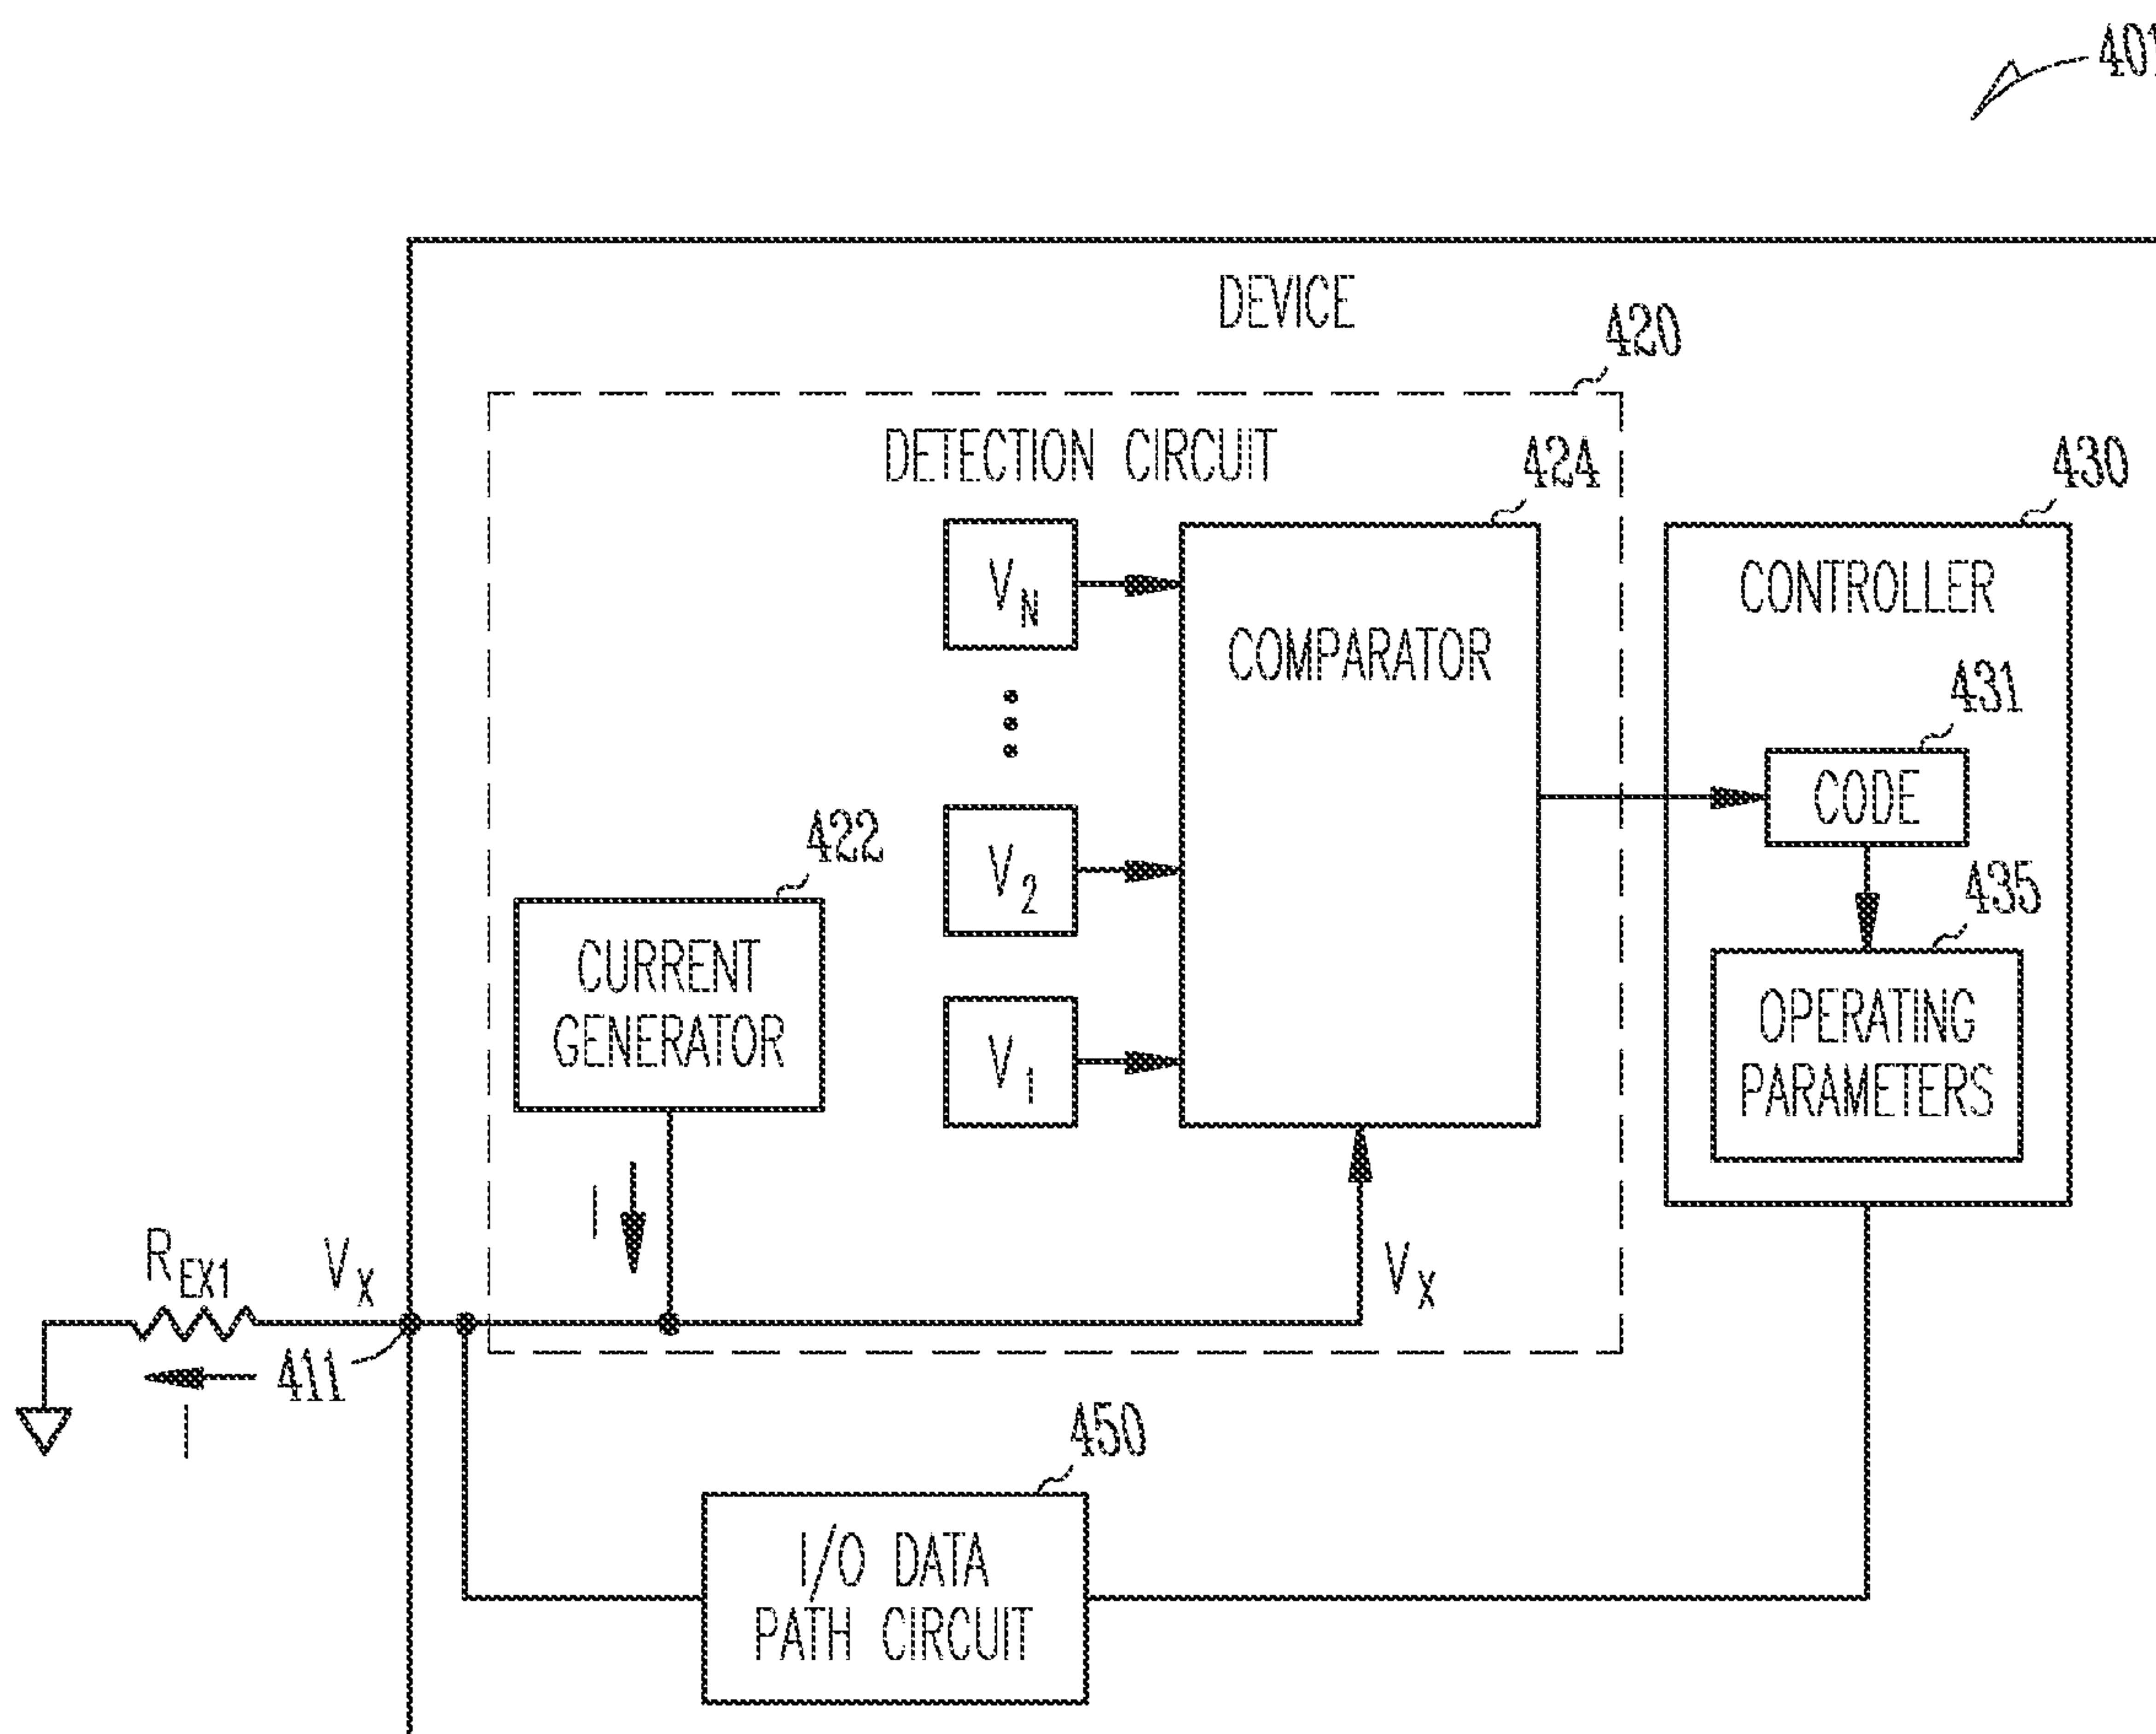 401
DEVICE
420
DETECTION CIRCUIT
424
430
V_N
CONTROLLER
COMPARATOR
431
CODE
422
V_2
435
CURRENT
GENERATOR
OPERATING
PARAMETERS
V_1
I
R_EX1
V_X
V_X
411
I
450
I/O DATA
PATH CIRCUIT